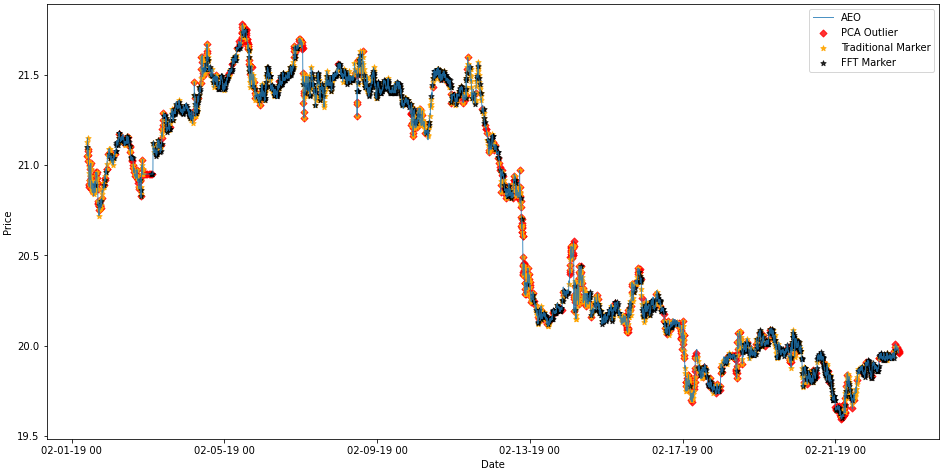 AEO
PCA Outlier
Traditional Marker
FFT Marker
21.5
21.0
20.5
20.0
19.5
Price
02-01-19 00
02-05-19 00
02-09-19 00
02-13-19 00
02-17-19 00
02-21-19 00
Date